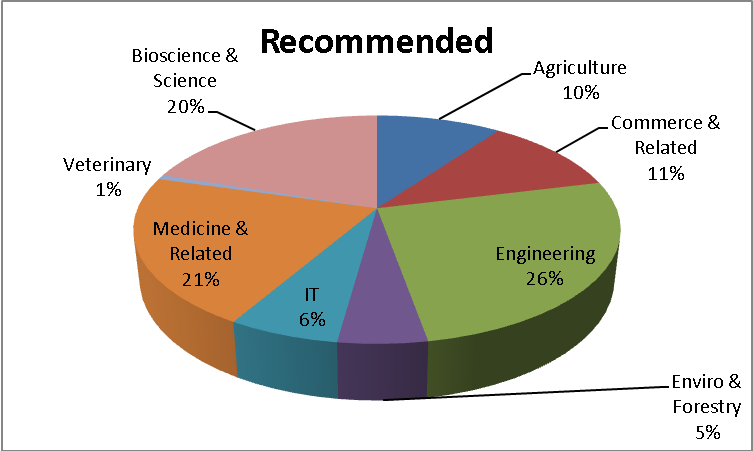 Recommended
Bioscience &
Science
20%
Agriculture
10%
Commerce &
Related
11%
Veterinary
1%
Medicine &
Related
21%
Engineering
26%
IT
6%
Enviro &
Forestry
5%